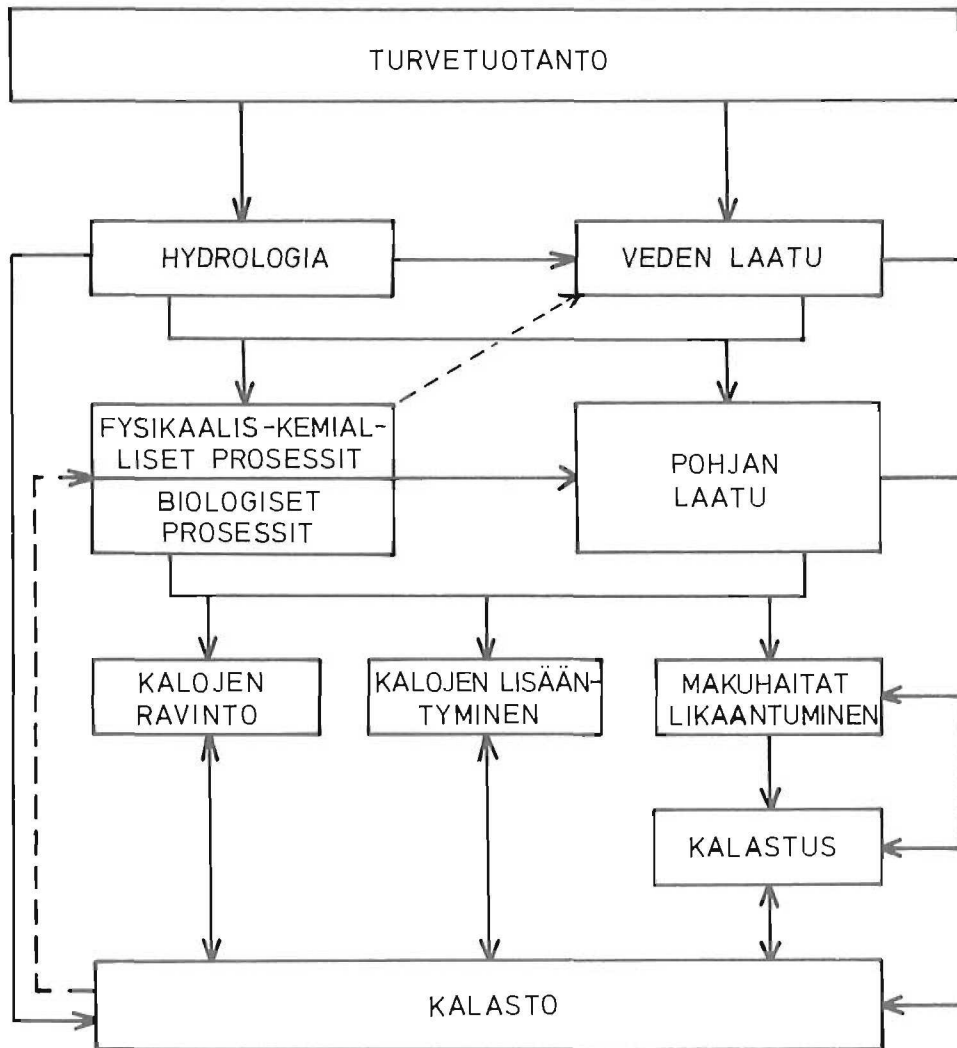 TURVETUOTANTO
HYDROLOGIA
VEDEN LAATU
FYSIKAALIS-KEMIAL-
LISET PROSESSIT
BIOLOGISET
PROSESSIT
POHJAN
LAATU
KALOJEN
RAVINTO
KALOJEN LISÄÄN-
TYMINEN
MAKUHAITAT
LIKAANTUMINEN
KALASTUS
KALASTO